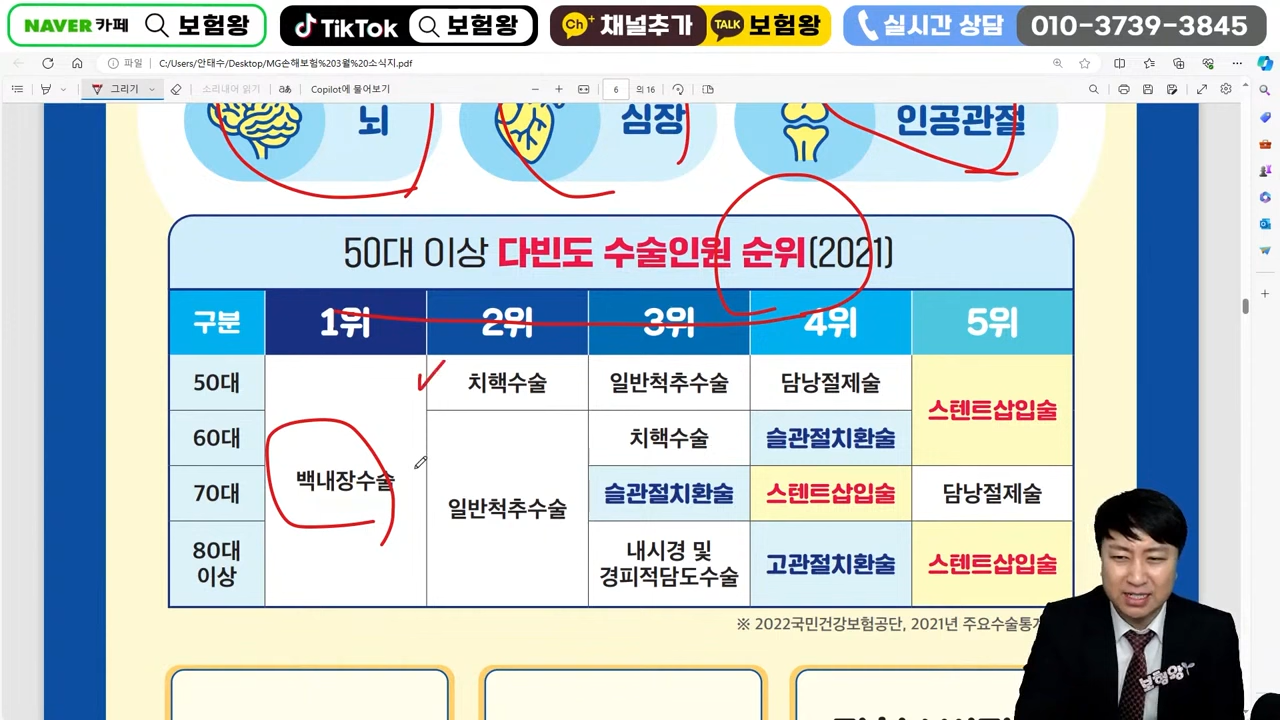 NAVER 카페 보험왕 TikTok 보험왕 Ch+ 채널추가 TALK 보험왕 실시간 상담 010-3739-3845
파일 C:/Users/안태수/Desktop/MG손해보험%203월%20소식지.pdf
그리기 소리내어 읽기 aあ Copilot에 물어보기 6 의 16
뇌 심장 인공관절
50대 이상 다빈도 수술인원 순위(2021)
구분 1위 2위 3위 4위 5위
50대 치핵수술 일반척추수술 담낭절제술
스텐트삽입술
60대 치핵수술 슬관절치환술
백내장수술
70대 슬관절치환술 스텐트삽입술 담낭절제술
일반척추수술
80대
이상
내시경 및
경피적담도수술
고관절치환술 스텐트삽입술
※ 2022국민건강보험공단, 2021년 주요수술통
보험왕